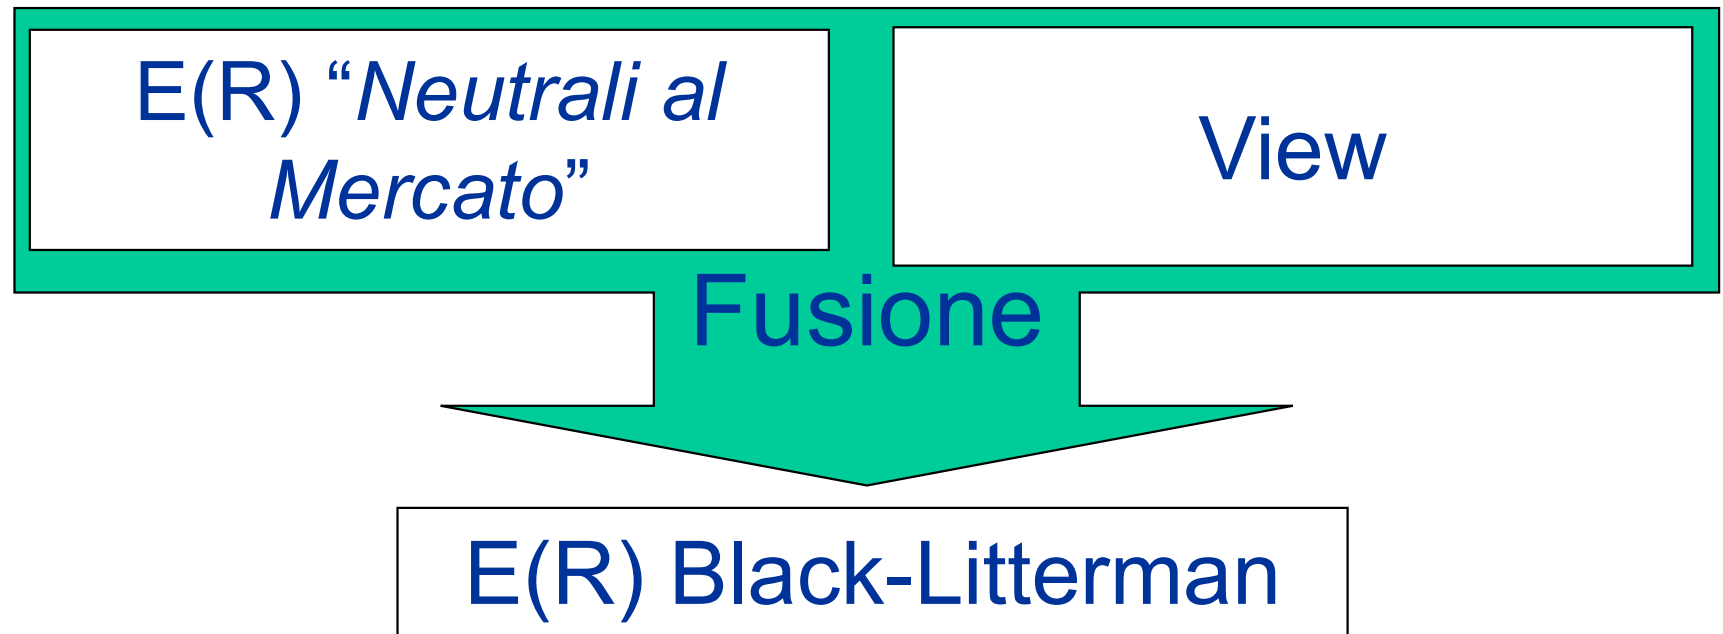 E(R) “Neutrali al
Mercato”
View
Fusione
E(R) Black-Litterman